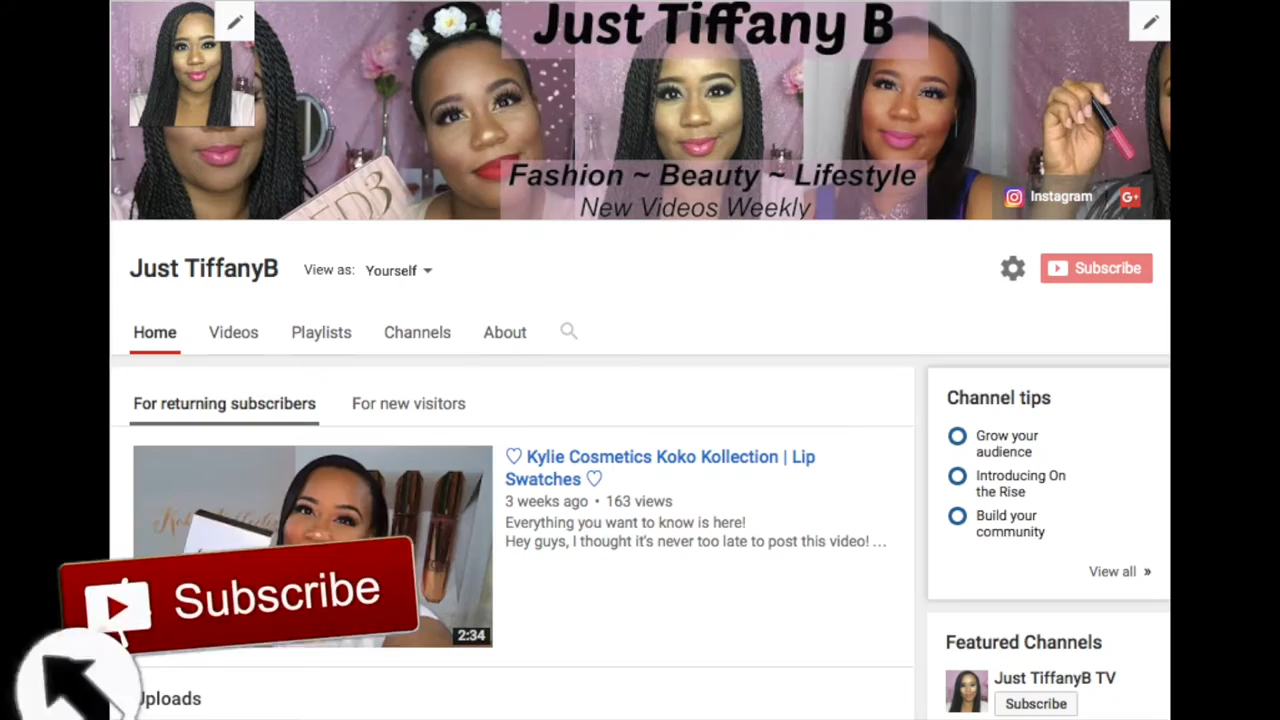 Just Tiffany B
ED3
Fashion ~ Beauty ~ Lifestyle
New Videos Weekly
Instagram
G+
Just TiffanyB
View as: Yourself
Subscribe
Home Videos Playlists Channels About
For returning subscribers For new visitors
♡ Kylie Cosmetics Koko Kollection | Lip
Swatches ♡
3 weeks ago • 163 views
Everything you want to know is here!
Hey guys, I thought it's never too late to post this video! ...
2:34
Subscribe
Uploads
Channel tips
Grow your
audience
Introducing On
the Rise
Build your
community
View all »
Featured Channels
Just TiffanyB TV
Subscribe